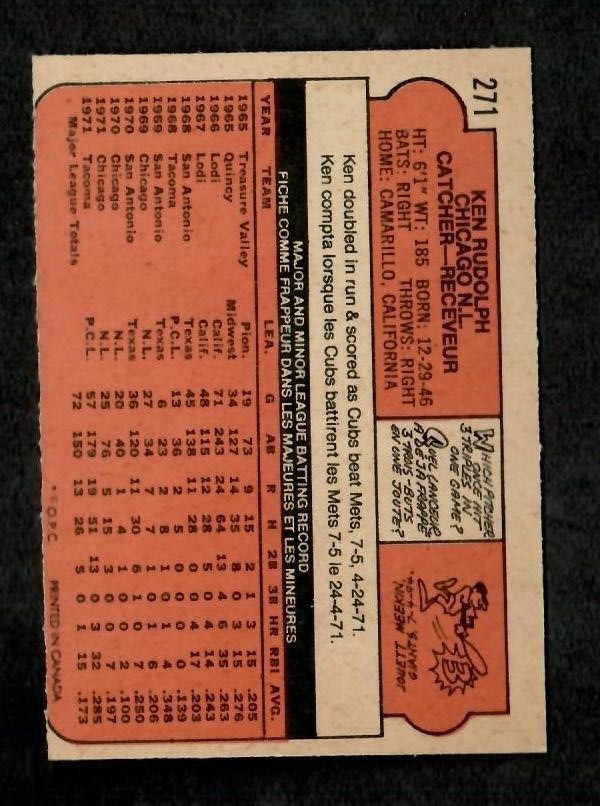 271
KEN RUDOLPH
CHICAGO N.L.
CATCHER—RECEVEUR
HT: 6'1" WT: 185 BORN: 12-29-46
BATS: RIGHT THROWS: RIGHT
HOME: CAMARILLO, CALIFORNIA
WHICH PITCHER
ONCE HIT
3 TRIPLES IN
ONE GAME?
QUEL LANCEUR
A DÉJÀ FRAPPÉ
3 TROIS-BUTS
EN UNE JOUTE?
JOUETT MEEKIN,
GIANTS, 7-4-94.
Ken doubled in run & scored as Cubs beat Mets, 7-5, 4-24-71.
Ken compta lorsque les Cubs battirent les Mets 7-5 le 24-4-71.
MAJOR AND MINOR LEAGUE BATTING RECORD
FICHE COMME FRAPPEUR DANS LES MAJEURES ET LES MINEURES
YEAR TEAM LEA. G AB R H 2B 3B HR RBI AVG.
1965 Treasure Valley Pion. 19 73 9 15 2 1 3 15 .205
1965 Quincy Midwest 34 127 14 35 5 0 3 15 .276
1966 Lodi Calif. 71 243 24 64 13 4 6 35 .263
1967 Lodi Calif. 48 115 12 28 8 0 4 14 .243
1968 San Antonio Texas 45 138 11 28 5 0 4 17 .203
1968 Tacoma P.C.L. 13 36 2 5 0 0 0 0 .139
1969 San Antonio Texas 6 23 2 8 0 0 1 4 .348
1969 Chicago N.L. 27 34 7 7 1 0 1 6 .206
1970 San Antonio Texas 36 120 11 30 6 1 0 7 .250
1970 Chicago N.L. 20 40 1 4 1 0 0 2 .100
1971 Chicago N.L. 25 76 5 15 3 0 0 7 .197
1971 Tacoma P.C.L. 57 179 19 51 13 0 3 32 .285
Major League Totals 72 150 13 26 5 0 1 15 .173
* © O.P.C. PRINTED IN CANADA